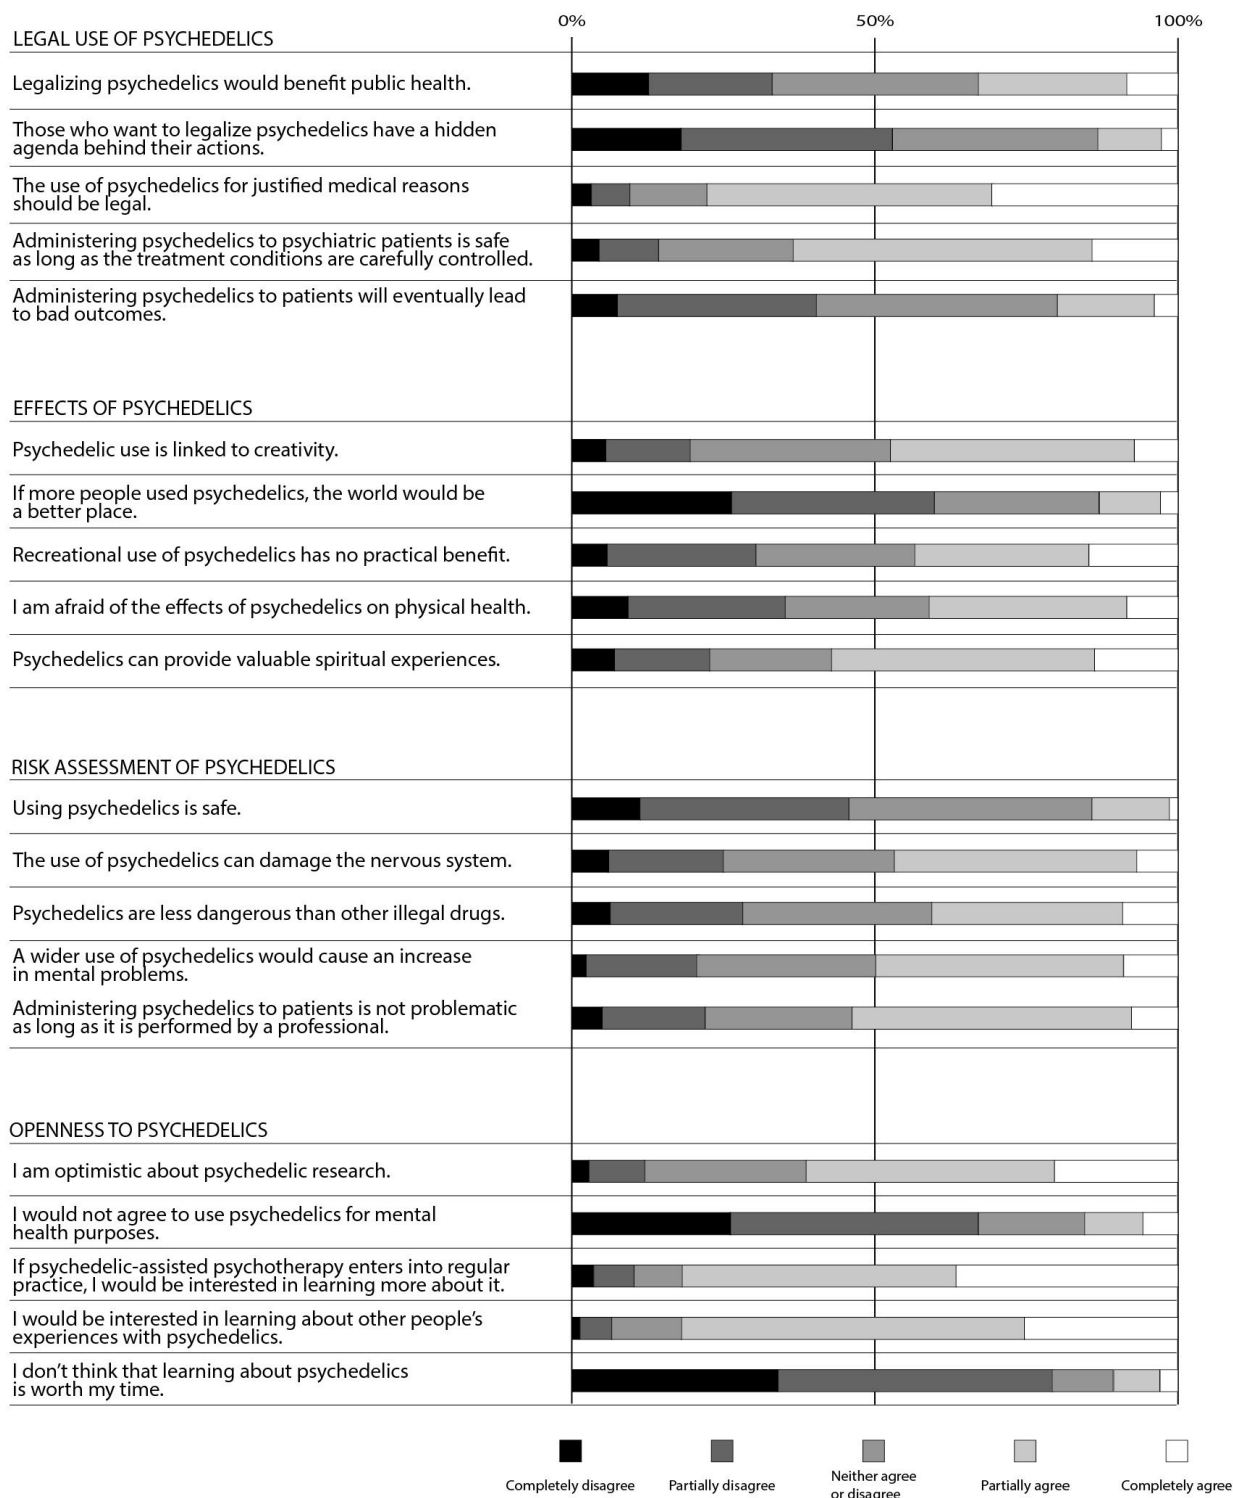 0%
50%
100%
LEGAL USE OF PSYCHEDELICS
Legalizing psychedelics would benefit public health.
Those who want to legalize psychedelics have a hidden
agenda behind their actions.
The use of psychedelics for justified medical reasons
should be legal.
Administering psychedelics to psychiatric patients is safe
as long as the treatment conditions are carefully controlled.
Administering psychedelics to patients will eventually lead
to bad outcomes.
EFFECTS OF PSYCHEDELICS
Psychedelic use is linked to creativity.
If more people used psychedelics, the world would be
a better place.
Recreational use of psychedelics has no practical benefit.
I am afraid of the effects of psychedelics on physical health.
Psychedelics can provide valuable spiritual experiences.
RISK ASSESSMENT OF PSYCHEDELICS
Using psychedelics is safe.
The use of psychedelics can damage the nervous system.
Psychedelics are less dangerous than other illegal drugs.
A wider use of psychedelics would cause an increase
in mental problems.
Administering psychedelics to patients is not problematic
as long as it is performed by a professional.
OPENNESS TO PSYCHEDELICS
I am optimistic about psychedelic research.
I would not agree to use psychedelics for mental
health purposes.
If psychedelic-assisted psychotherapy enters into regular
practice, I would be interested in learning more about it.
I would be interested in learning about other people's
experiences with psychedelics.
I don't think that learning about psychedelics
is worth my time.
Completely disagree
Partially disagree
Neither agree
or disagree
Partially agree
Completely agree